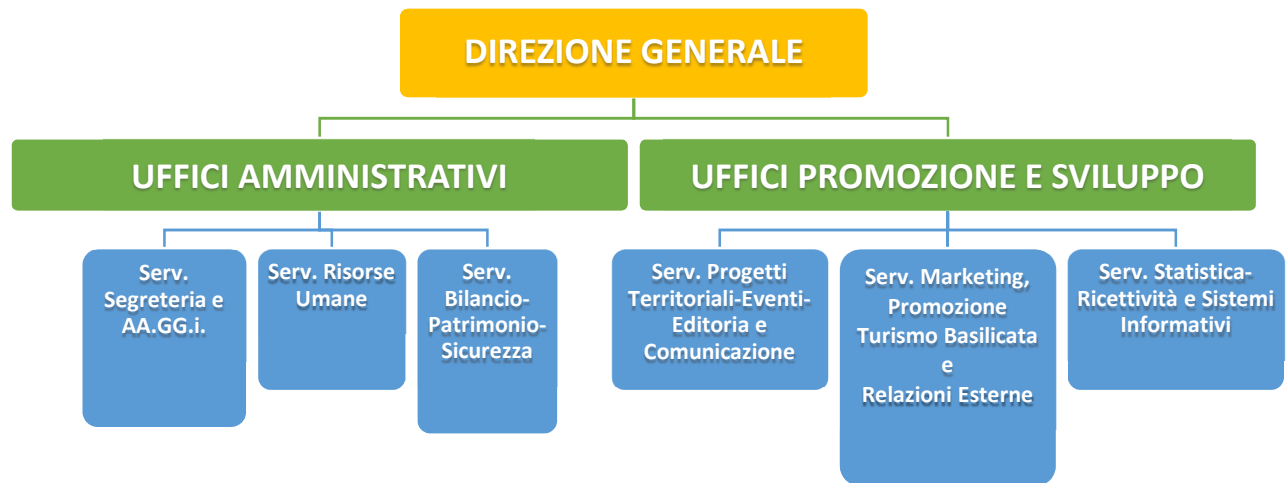 DIREZIONE GENERALE
UFFICI AMMINISTRATIVI
UFFICI PROMOZIONE E SVILUPPO
Serv.
Segreteria e
AA.GG.i.
Serv. Risorse
Umane
Serv.
Bilancio-
Patrimonio-
Sicurezza
Serv. Progetti
Territoriali-Eventi-
Editoria e
Comunicazione
Serv. Marketing,
Promozione
Turismo Basilicata
e
Relazioni Esterne
Serv. Statistica-
Ricettività e Sistemi
Informativi